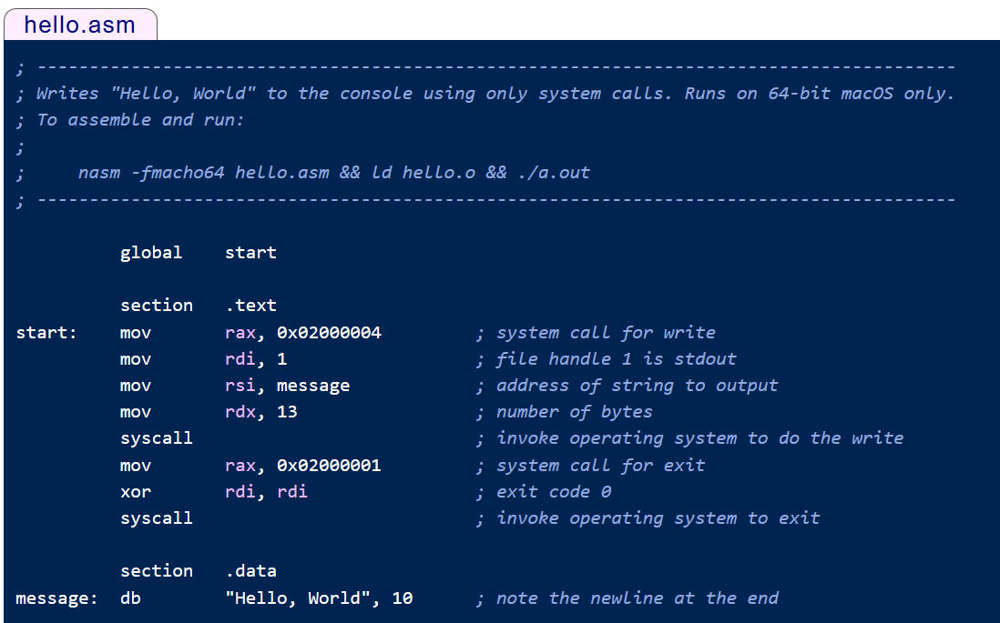 hello.asm
; ----------------------------------------------------------------------------------------
; Writes "Hello, World" to the console using only system calls. Runs on 64-bit macOS only.
; To assemble and run:
;
;     nasm -fmacho64 hello.asm && ld hello.o && ./a.out
; ----------------------------------------------------------------------------------------
          global    start
          section   .text
start:    mov       rax, 0x02000004         ; system call for write
          mov       rdi, 1                  ; file handle 1 is stdout
          mov       rsi, message            ; address of string to output
          mov       rdx, 13                 ; number of bytes
          syscall                           ; invoke operating system to do the write
          mov       rax, 0x02000001         ; system call for exit
          xor       rdi, rdi                ; exit code 0
          syscall                           ; invoke operating system to exit
          section   .data
message:  db        "Hello, World", 10      ; note the newline at the end